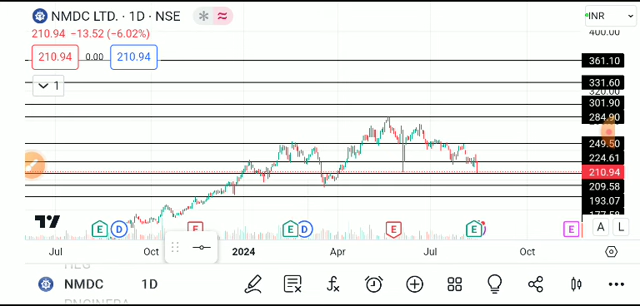 NMDC LTD. · 1D · NSE
INR
210.94 −13.52 (−6.02%)
400.00
210.94 0.00 210.94
361.10
1
331.60
320.00
301.90
284.90
249.50
224.61
210.94
209.58
193.07
177.58
E D E E D E E E
A L
Jul Oct 2024 Apr Jul Oct
NMDC 1D